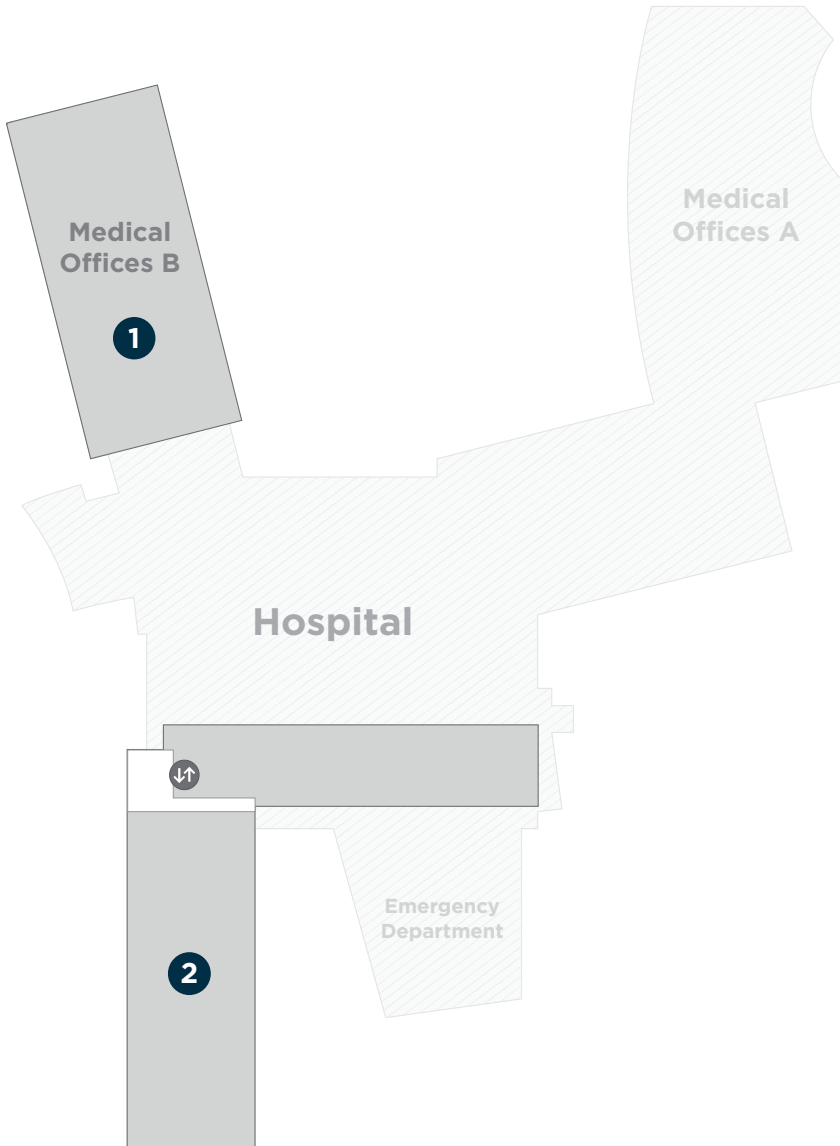 Medical
Offices A
Medical
Offices B
1
Hospital
Emergency
Department
2